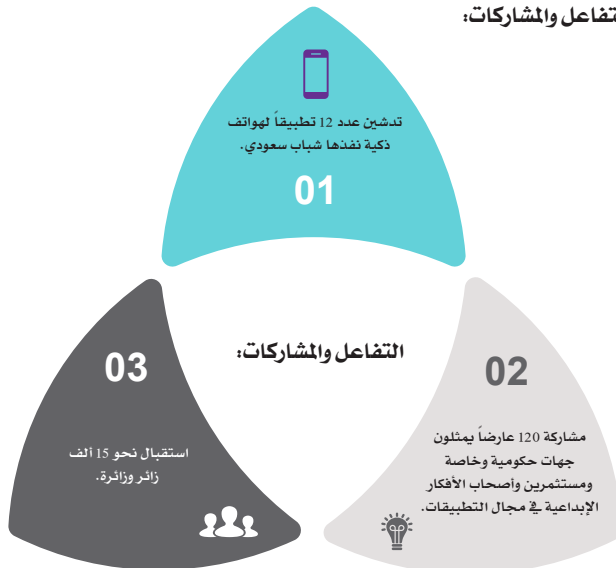 تفاعل والمشاركات:
تدشين عدد 12 تطبيقاً لهواتف
ذكية نفذها شباب سعودي.
01
التفاعل والمشاركات:
02
مشاركة 120 عارضاً يمثلون
جهات حكومية وخاصة
ومستثمرين وأصحاب الأفكار
الإبداعية في مجال التطبيقات.
03
استقبال نحو 15 ألف
زائر وزائرة.